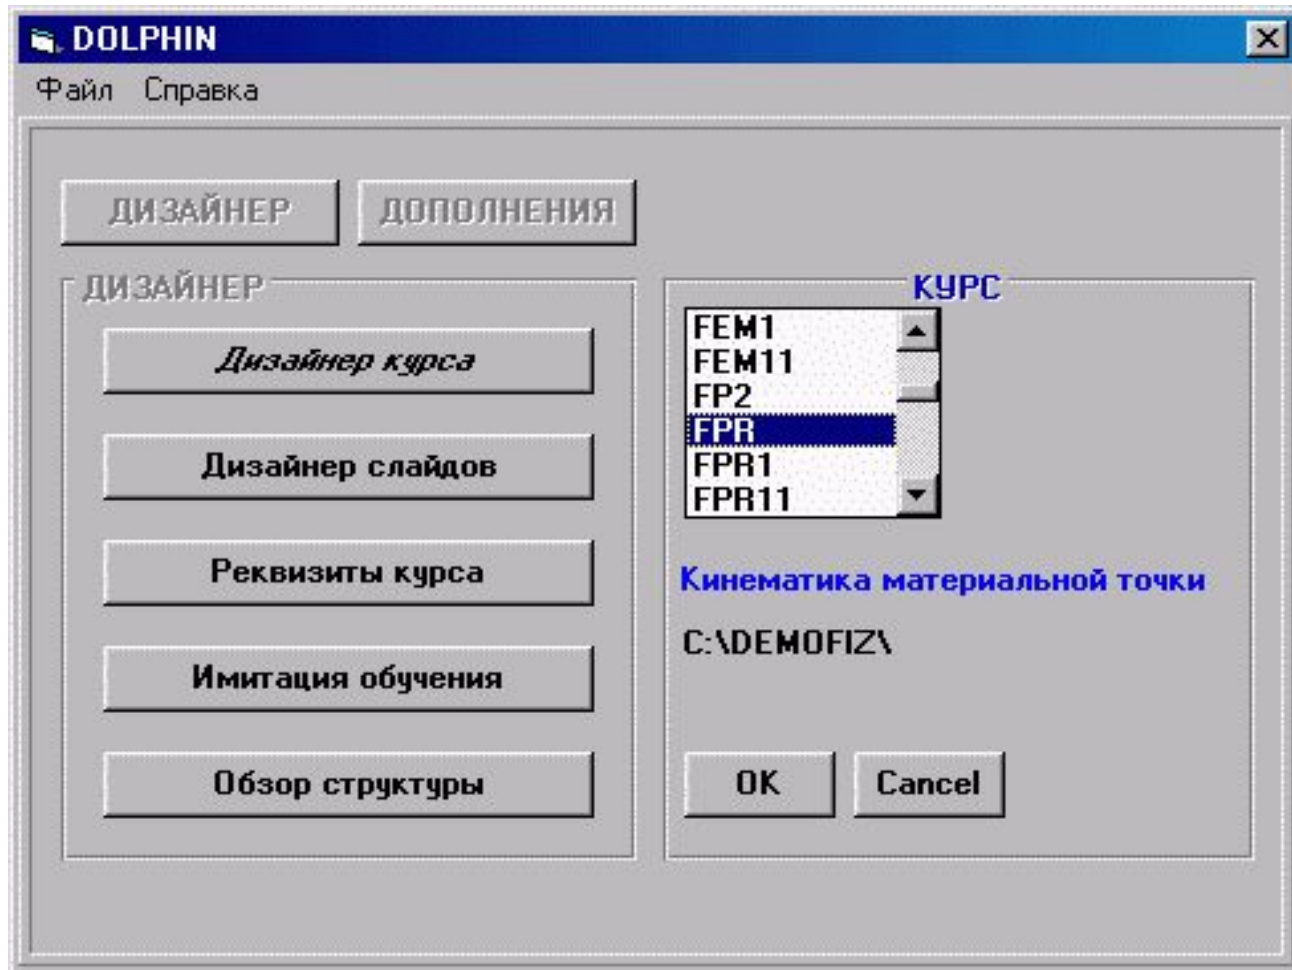 DOLPHIN
Файл Справка
ДИЗАЙНЕР ДОПОЛНЕНИЯ
ДИЗАЙНЕР
Дизайнер курса
Дизайнер слайдов
Реквизиты курса
Имитация обучения
Обзор структуры
КУРС
FEM1
FEM11
FP2
FPR
FPR1
FPR11
Кинематика материальной точки
C:\DEMOFIZ\
OK Cancel